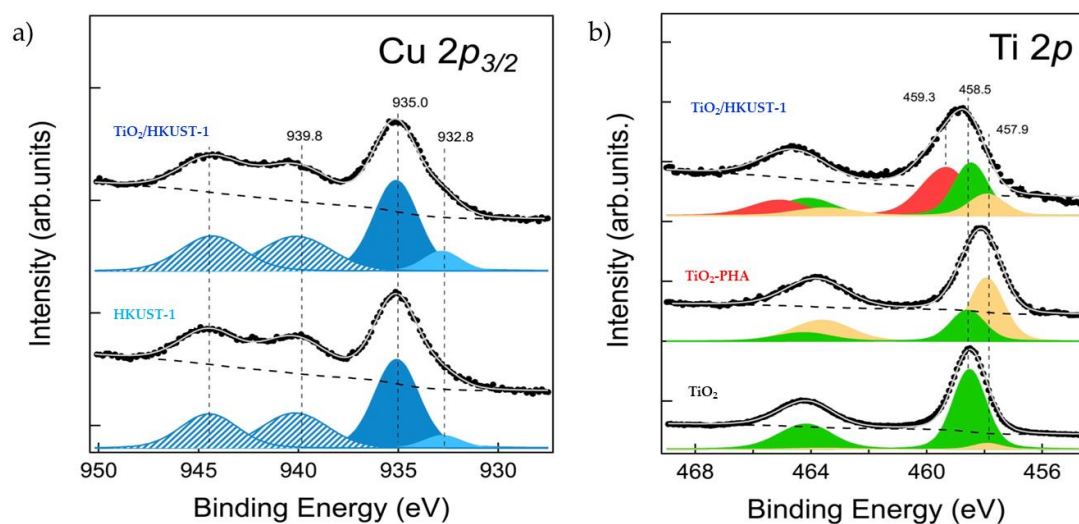 a)
Cu 2p3/2
935.0
939.8
932.8
TiO2/HKUST-1
HKUST-1
Intensity (arb.units)
950 945 940 935 930
Binding Energy (eV)
b)
Ti 2p
459.3
458.5
457.9
TiO2/HKUST-1
TiO2-PHA
TiO2
Intensity (arb.units.)
468 464 460 456
Binding Energy (eV)